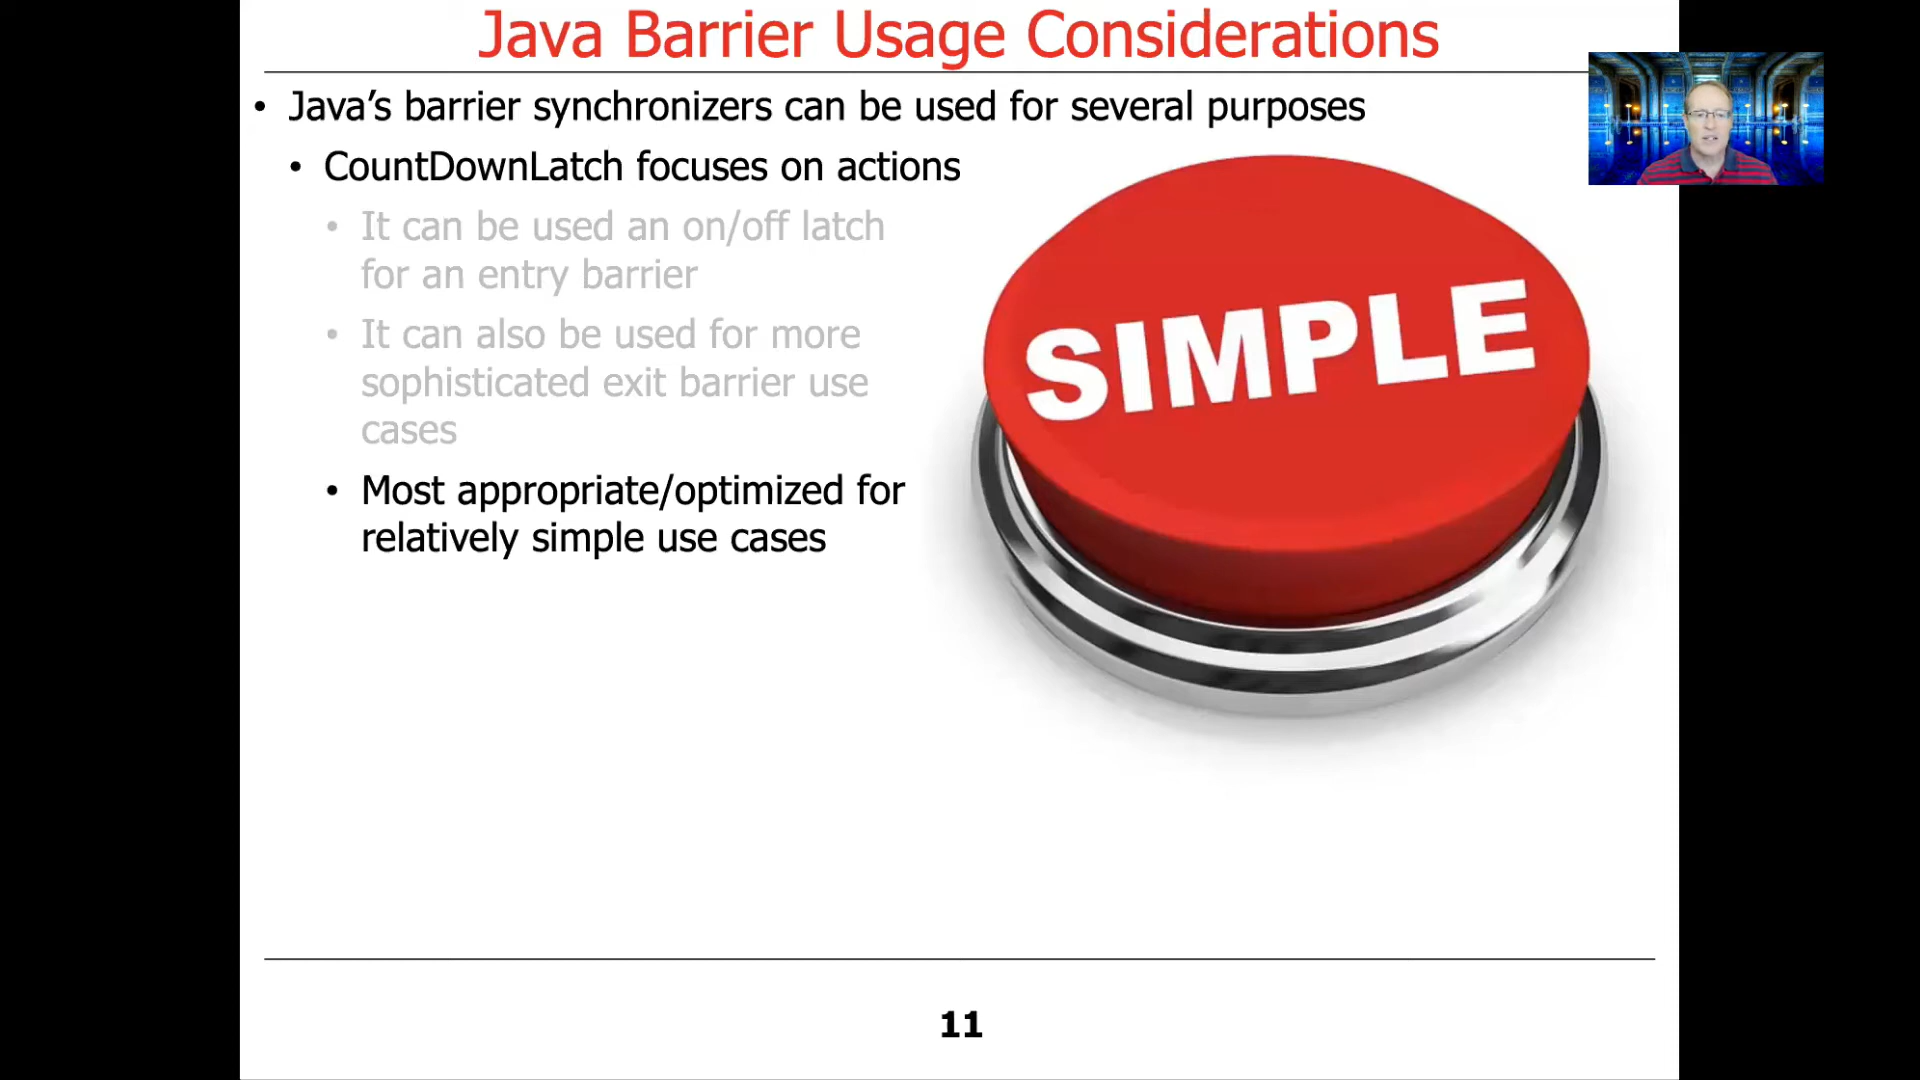 Java Barrier Usage Considerations
• Java’s barrier synchronizers can be used for several purposes
• CountDownLatch focuses on actions
• It can be used an on/off latch
for an entry barrier
• It can also be used for more
sophisticated exit barrier use
cases
• Most appropriate/optimized for
relatively simple use cases
SIMPLE
11